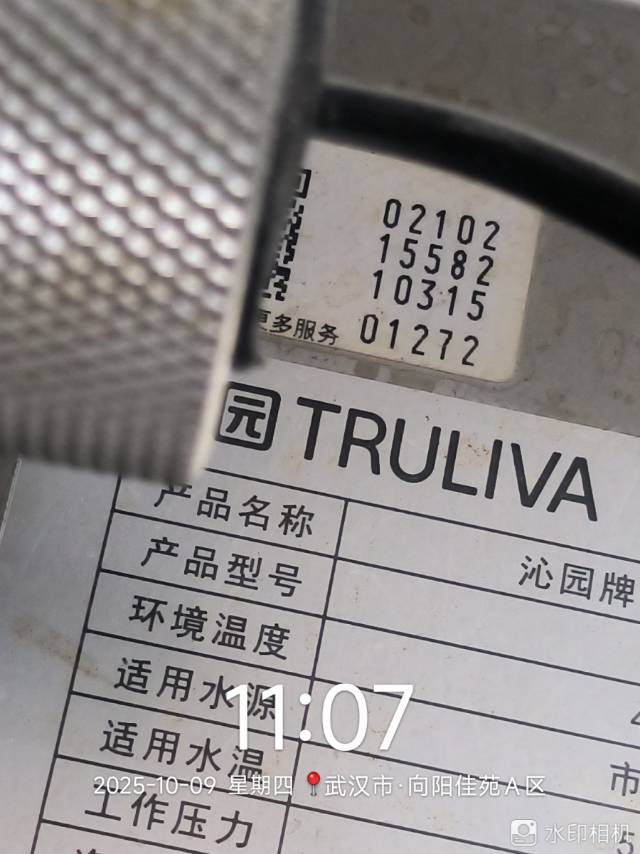 02102
15582
10315
更多服务 01272
园 TRULIVA
产品名称
产品型号 沁园牌
环境温度
适用水源
适用水温 市
工作压力
11:07
2025-10-09 星期四 武汉市·向阳佳苑A区
水印相机